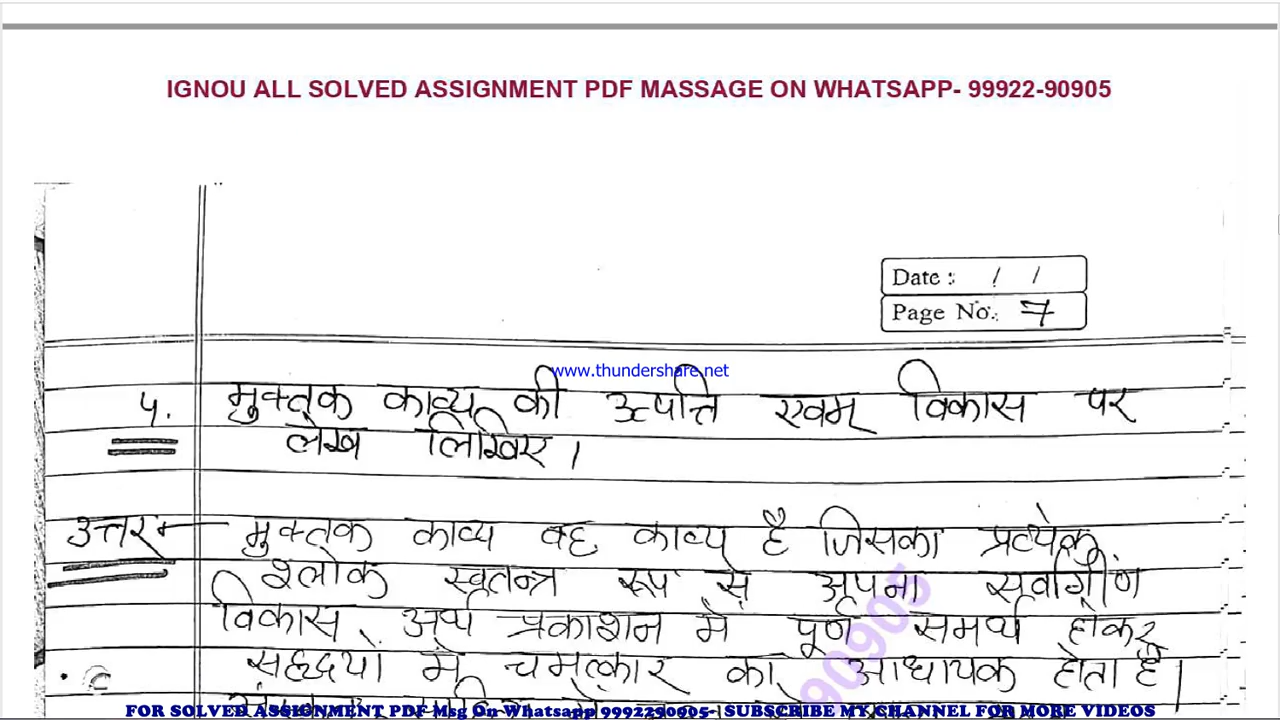 IGNOU ALL SOLVED ASSIGNMENT PDF MASSAGE ON WHATSAPP- 99922-90905
Date : / /
Page No.: 7
www.thundershare.net
५. मुक्तक काव्य की उत्पत्ति एवम् विकास पर
लेख लिखिए।
उत्तर:- मुक्तक काव्य वह काव्य है जिसका प्रत्येक
श्लोक स्वतन्त्र रूप से अपना सर्वागीण
विकास अर्थ प्रकाशन मे पूर्ण समर्थ होकर
सहृदयों मे चमत्कार का आधायक होता है।
90905
FOR SOLVED ASSIGNMENT PDF Msg On Whatsapp 9992290905- SUBSCRIBE MY CHANNEL FOR MORE VIDEOS